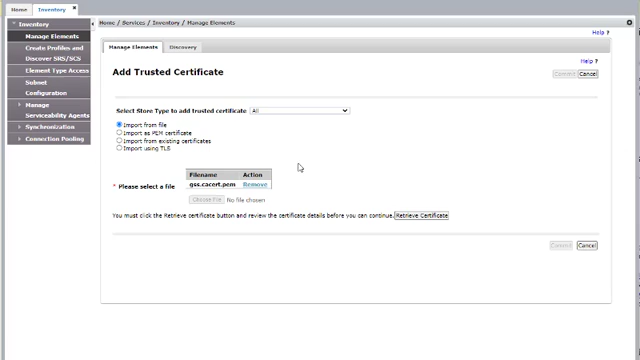 Home Inventory
Home / Services / Inventory / Manage Elements
Help ?
Inventory
Manage Elements
Create Profiles and
Discover SRS/SCS
Element Type Access
Subnet
Configuration
Manage
Serviceability Agents
Synchronization
Connection Pooling
Manage Elements Discovery
Help ?
Add Trusted Certificate
Commit Cancel
Select Store Type to add trusted certificate All
Import from file
Import as PEM certificate
Import from existing certificates
Import using TLS
Filename Action
gss.cacert.pem Remove
* Please select a file
Choose File No file chosen
You must click the Retrieve certificate button and review the certificate details before you can continue. Retrieve Certificate
Commit Cancel